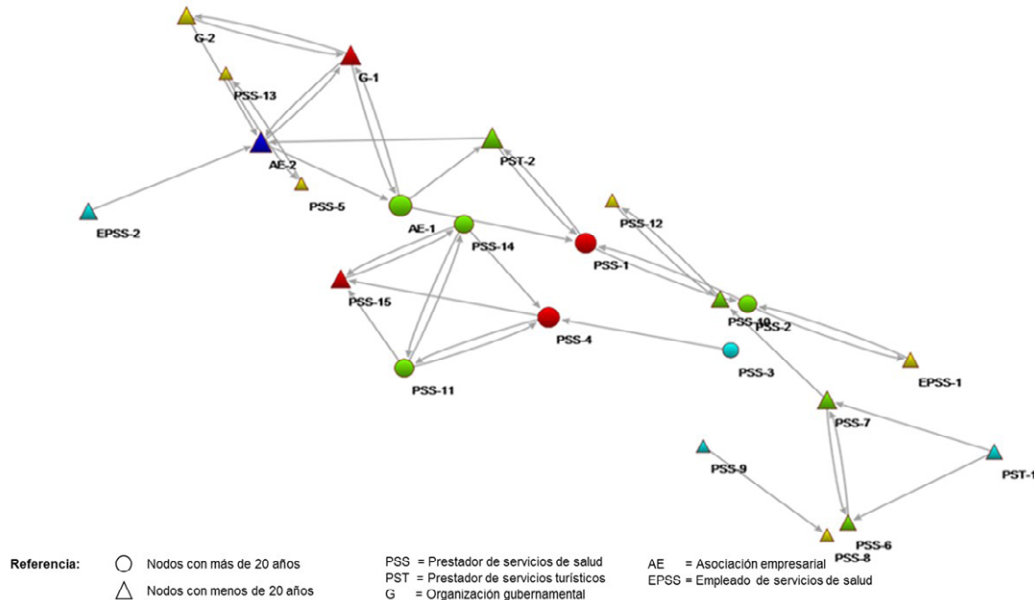 G-2
G-1
PSS-13
PST-2
AE-2
PSS-5
PSS-12
EPSS-2
AE-1
PSS-14
PSS-1
PSS-15
PSS-10
PSS-2
PSS-4
PSS-3
EPSS-1
PSS-11
PSS-7
PSS-9
PST-1
PSS-6
PSS-8
Referencia:
Nodos con más de 20 años
Nodos con menos de 20 años
PSS = Prestador de servicios de salud
PST = Prestador de servicios turísticos
G = Organización gubernamental
AE = Asociación empresarial
EPSS = Empleado de servicios de salud